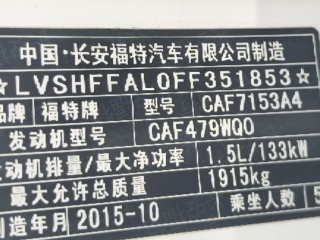 中国·长安福特汽车有限公司制造
☆LVSHFFAL0FF351853☆
品牌 福特牌 型号 CAF7153A4
发动机型号 CAF479WQ0
发动机排量/最大净功率 1.5L/133kW
最大允许总质量 1915kg
制造年月 2015-10 乘坐人数 5